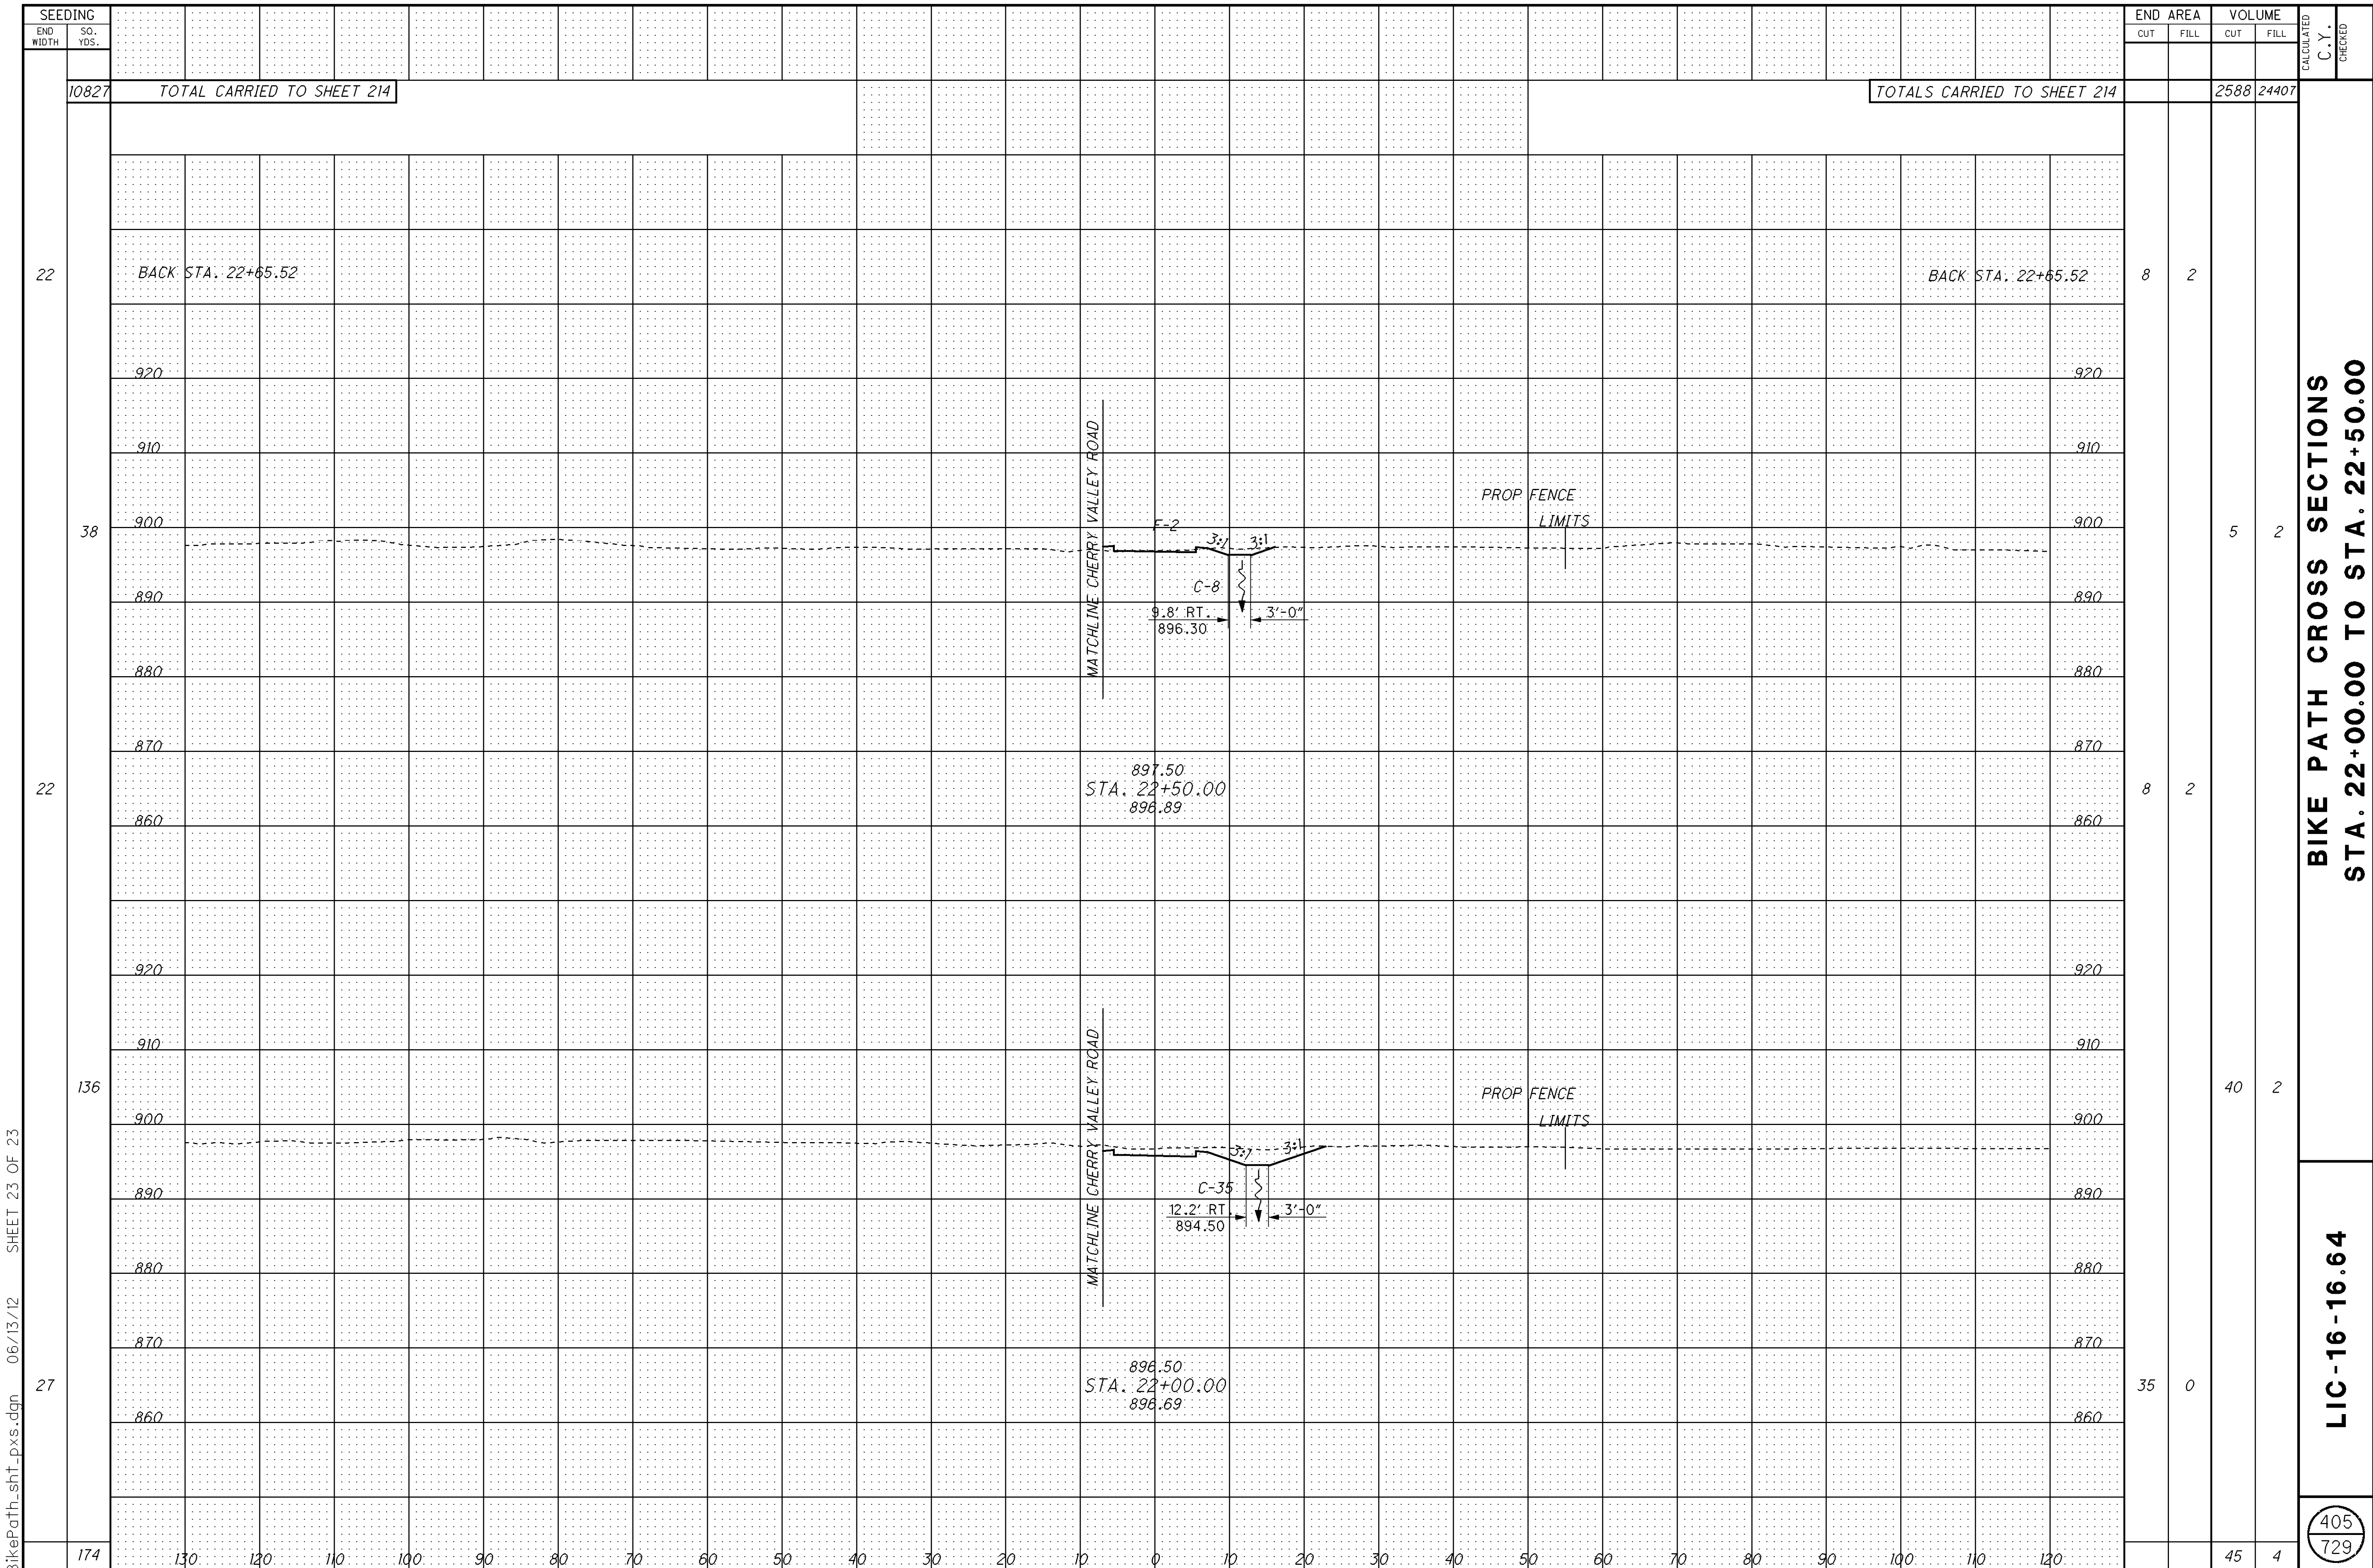 SEEDING
END WIDTH
SQ. YDS.
END AREA
VOLUME
CUT
FILL
CUT
FILL
CALCULATED
C.Y.
CHECKED
10827
TOTAL CARRIED TO SHEET 214
TOTALS CARRIED TO SHEET 214
2588
24407
22
BACK STA. 22+65.52
BACK STA. 22+65.52
8
2
920
920
910
910
MATCHLINE CHERRY VALLEY ROAD
PROP FENCE
LIMITS
38
900
F-2
900
5
2
3:1
3:1
C-8
890
890
9.8' RT.
3'-0"
896.30
880
880
870
870
897.50
22
STA. 22+50.00
8
2
896.89
860
860
920
920
910
910
MATCHLINE CHERRY VALLEY ROAD
136
PROP FENCE
40
2
900
LIMITS
900
3:1
3:1
C-35
890
890
12.2' RT.
3'-0"
894.50
880
880
870
870
896.50
27
STA. 22+00.00
35
0
896.69
860
860
174
130 120 110 100 90 80 70 60 50 40 30 20 10 0 10 20 30 40 50 60 70 80 90 100 110 120
45
4
BIKE PATH CROSS SECTIONS
STA. 22+00.00 TO STA. 22+50.00
LIC-16-16.64
405
729
BikePath_sht_pxs.dgn 06/13/12 SHEET 23 OF 23